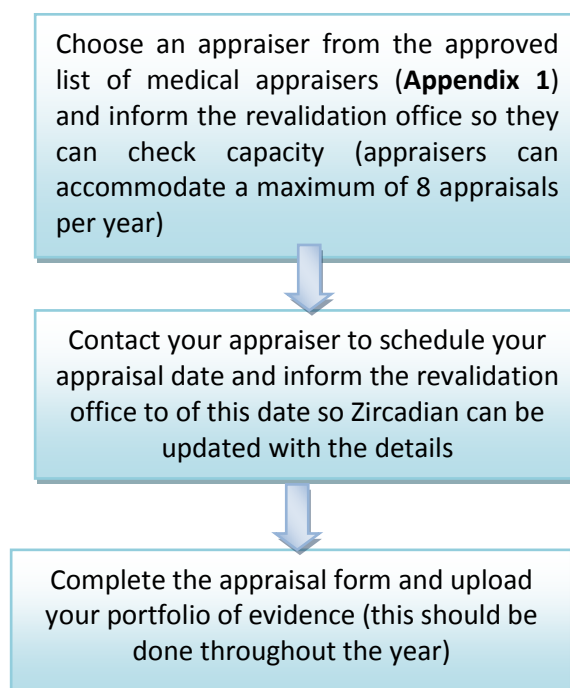 Choose an appraiser from the approved
list of medical appraisers (Appendix 1)
and inform the revalidation office so they
can check capacity (appraisers can
accommodate a maximum of 8 appraisals
per year)
Contact your appraiser to schedule your
appraisal date and inform the revalidation
office to of this date so Zircadian can be
updated with the details
Complete the appraisal form and upload
your portfolio of evidence (this should be
done throughout the year)